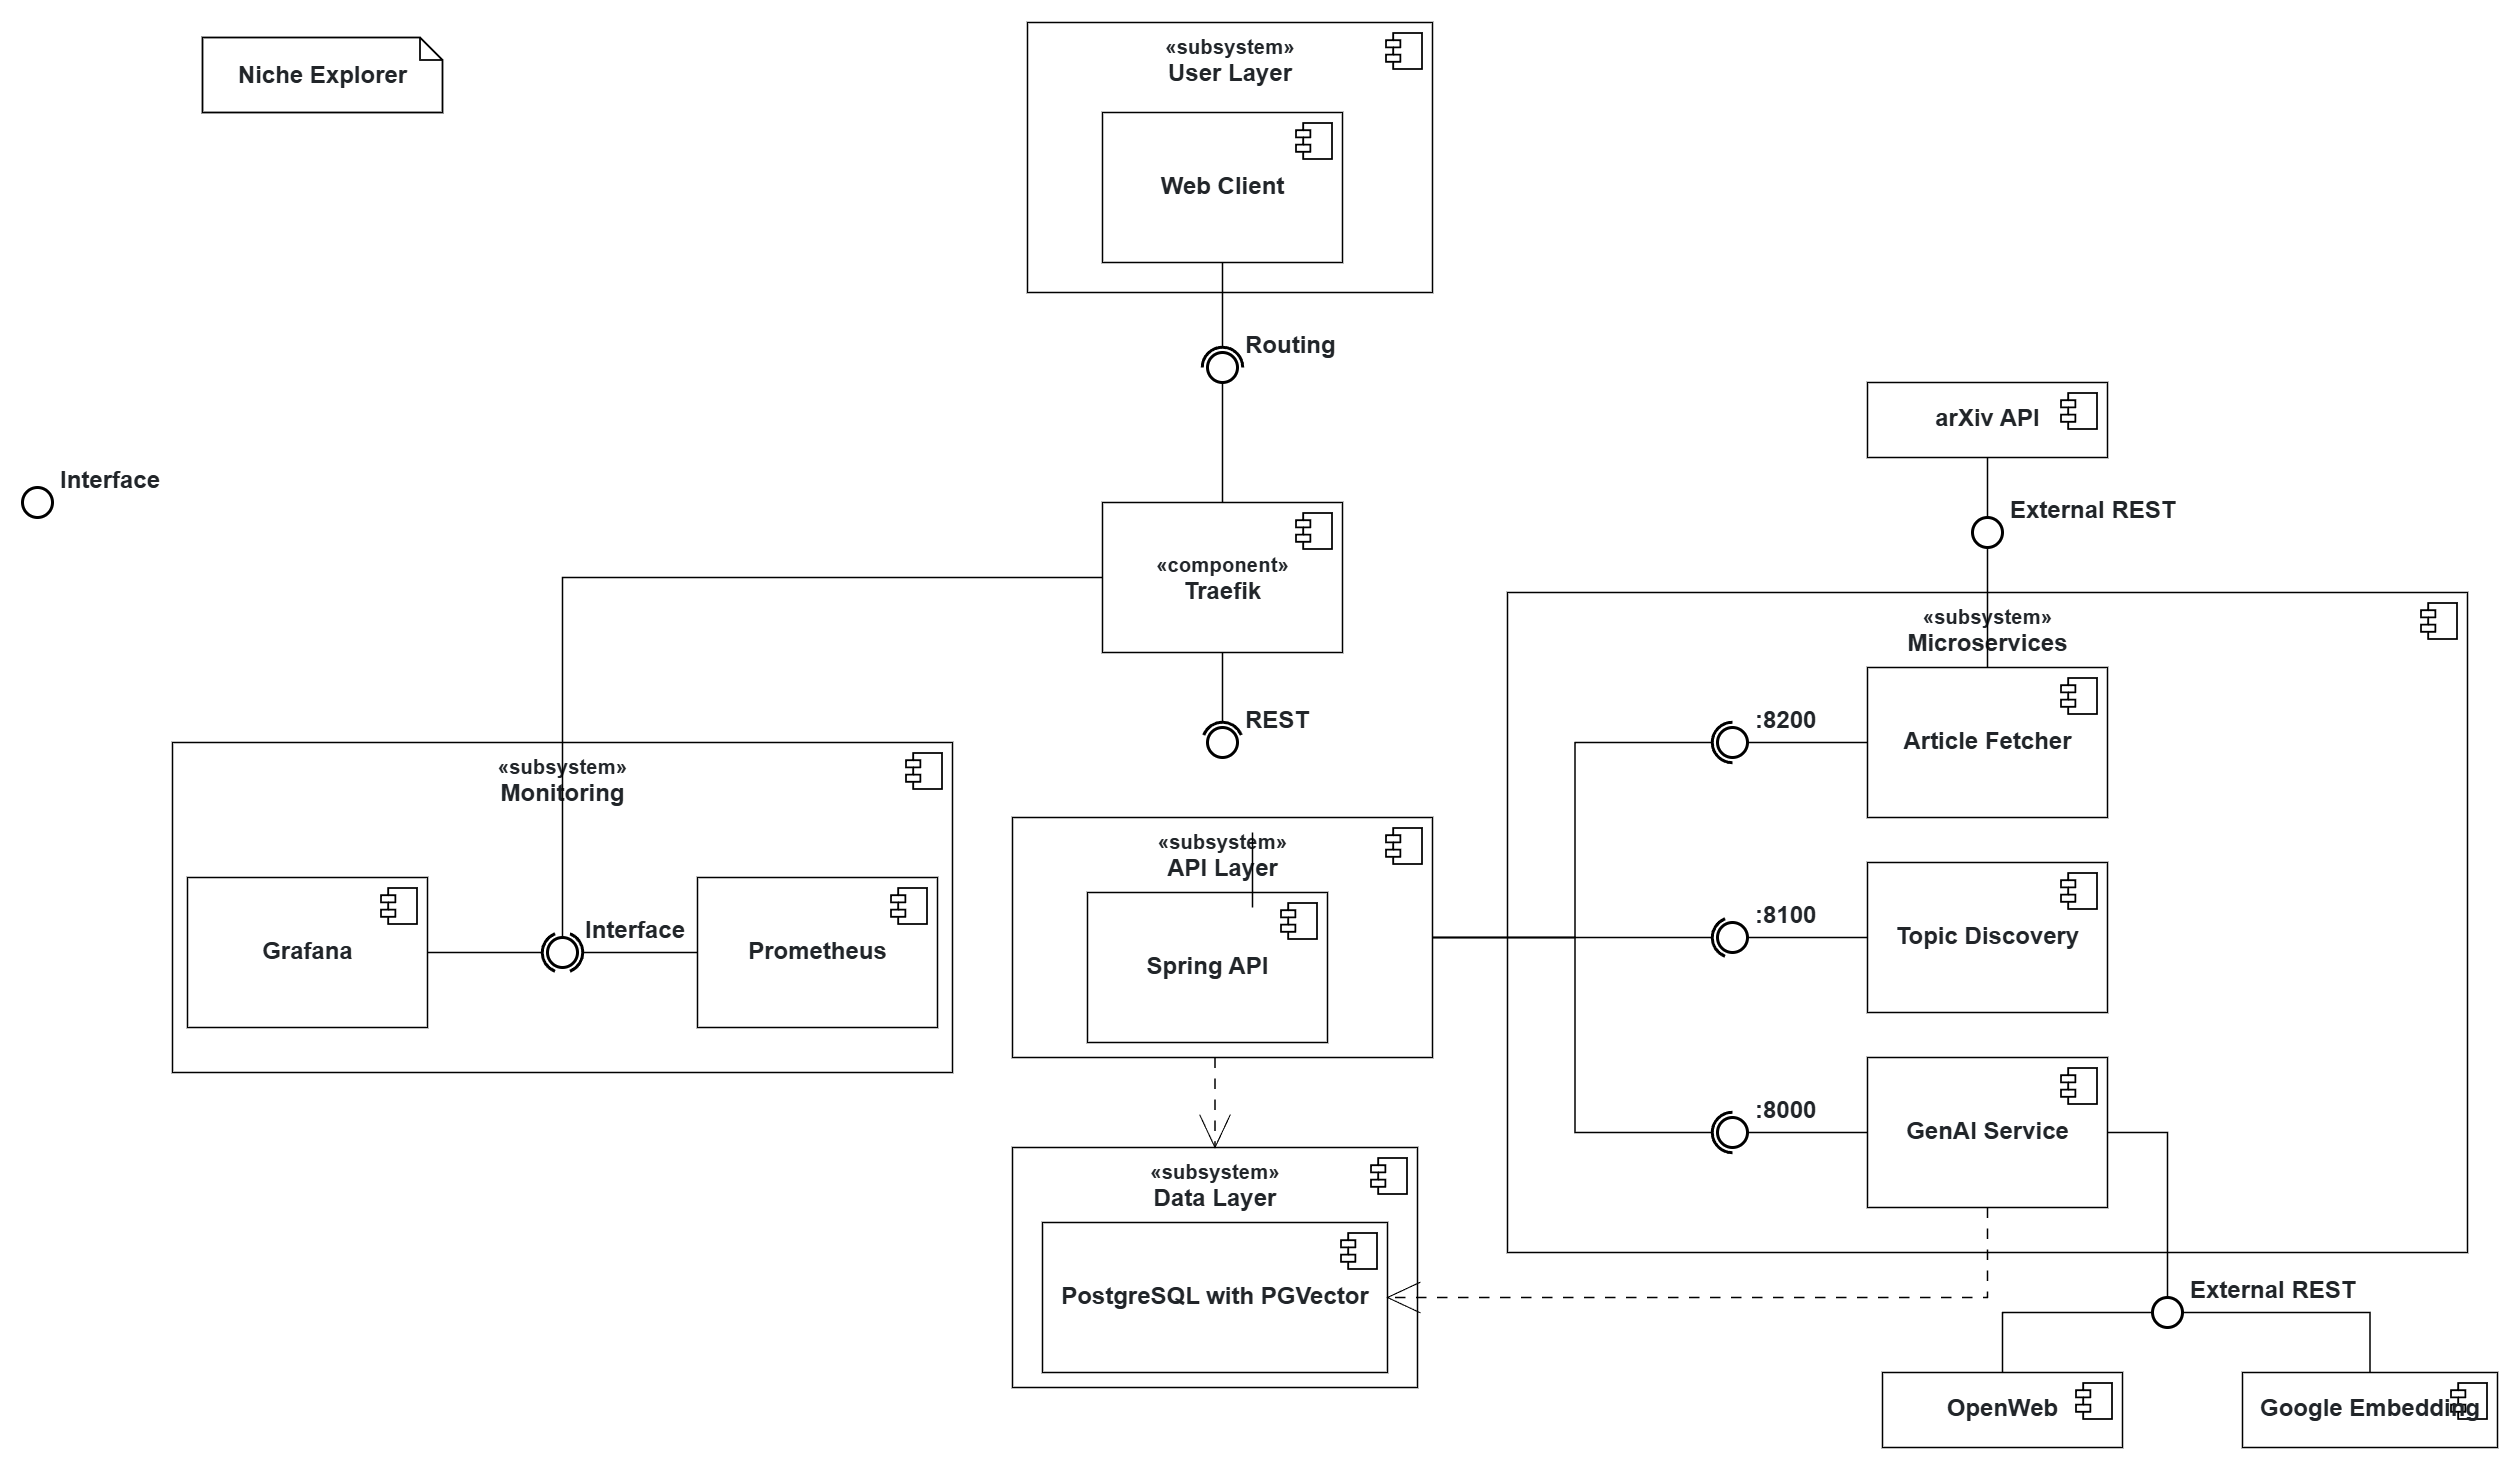 Niche Explorer
«subsystem»
User Layer
Web Client
Routing
arXiv API
Interface
External REST
«component»
Traefik
«subsystem»
Microservices
REST
:8200
Article Fetcher
«subsystem»
Monitoring
«subsystem»
API Layer
:8100
Topic Discovery
Grafana
Interface
Prometheus
Spring API
:8000
GenAI Service
«subsystem»
Data Layer
PostgreSQL with PGVector
External REST
OpenWeb
Google Embedding